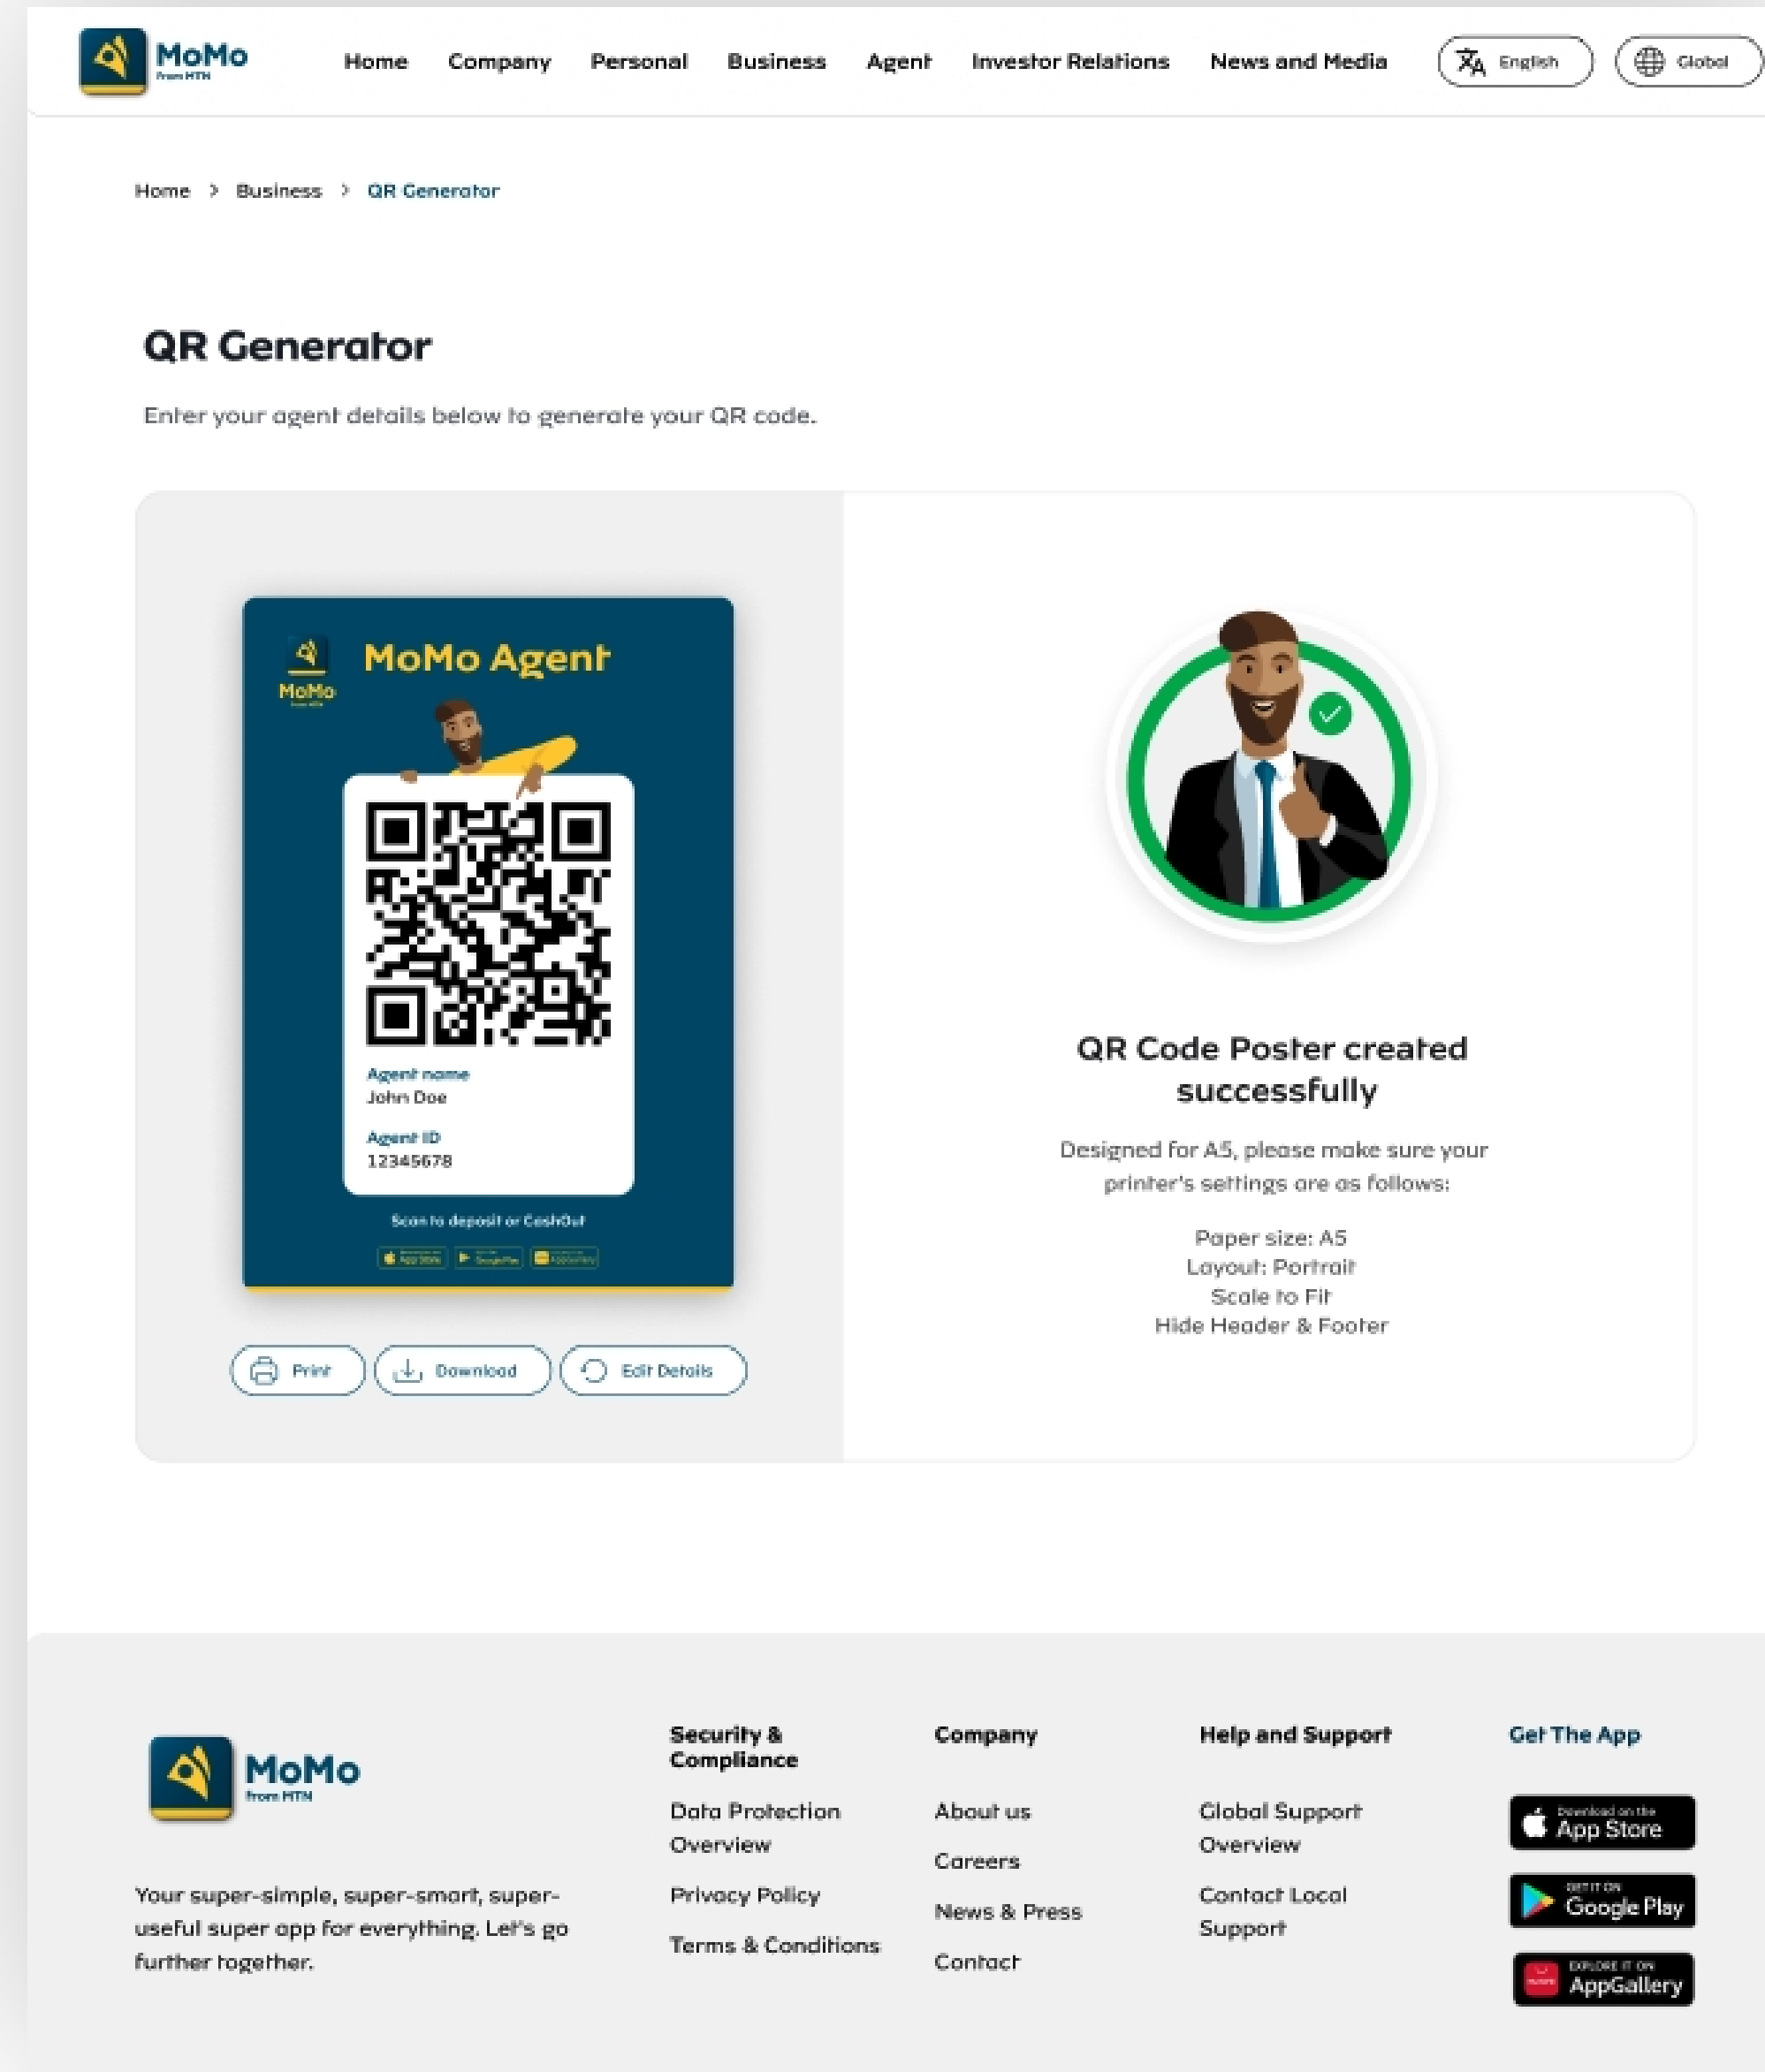 MoMo
from MTN
Home Company Personal Business Agent Investor Relations News and Media English Global
Home > Business > QR Generator
QR Generator
Enter your agent details below to generate your QR code.
MoMo Agent
MoMo
from MTN
Agent name
John Doe
Agent ID
12345678
Scan to deposit or CashOut
App Store
Google Play
AppGallery
Print Download Edit Details
QR Code Poster created
successfully
Designed for A5, please make sure your
printer's settings are as follows:
Paper size: A5
Layout: Portrait
Scale to Fit
Hide Header & Footer
MoMo
from MTN
Your super-simple, super-smart, super-
useful super app for everything. Let's go
further together.
Security &
Compliance
Data Protection
Overview
Privacy Policy
Terms & Conditions
Company
About us
Careers
News & Press
Contact
Help and Support
Global Support
Overview
Contact Local
Support
Get The App
Download on the
App Store
GET IT ON
Google Play
EXPLORE IT ON
AppGallery